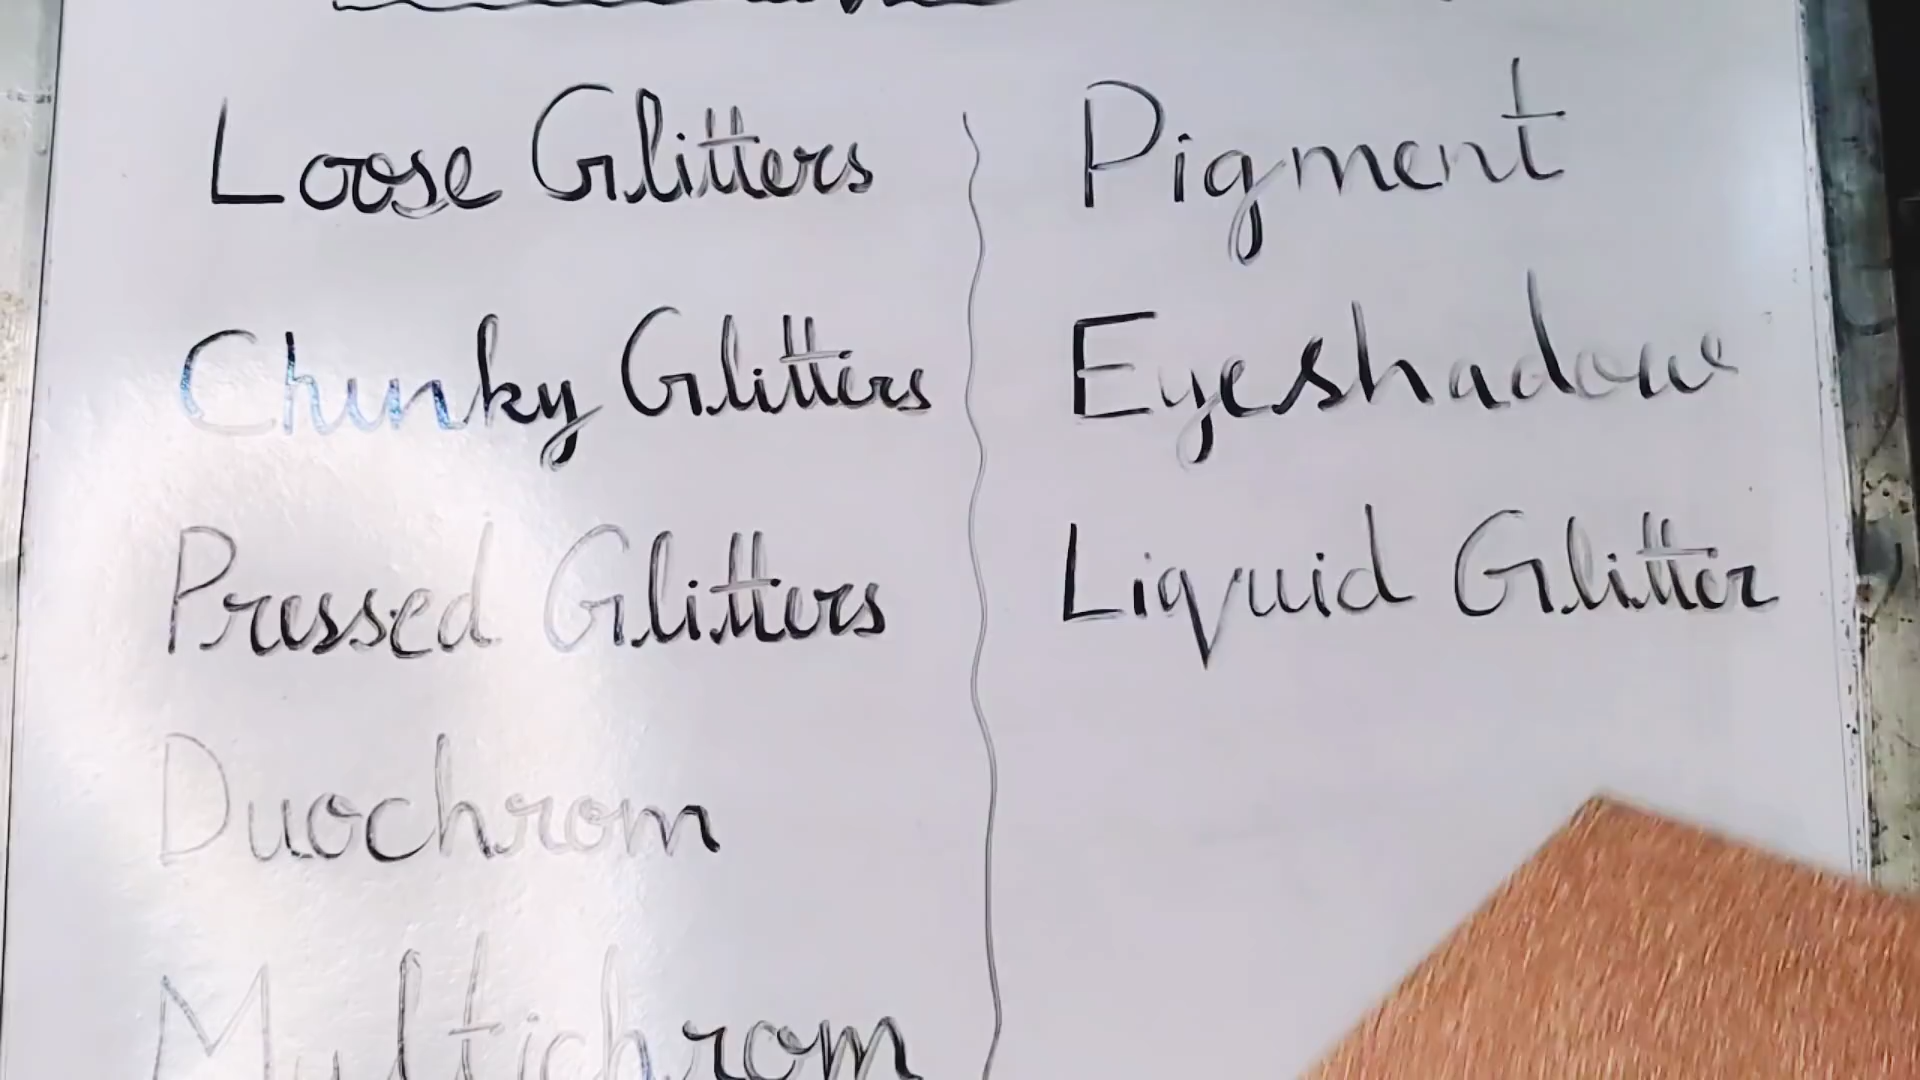 Loose Glitters
Chunky Glitters
Pressed Glitters
Duochrom
Multichrom
Pigment
Eyeshadow
Liquid Glitter